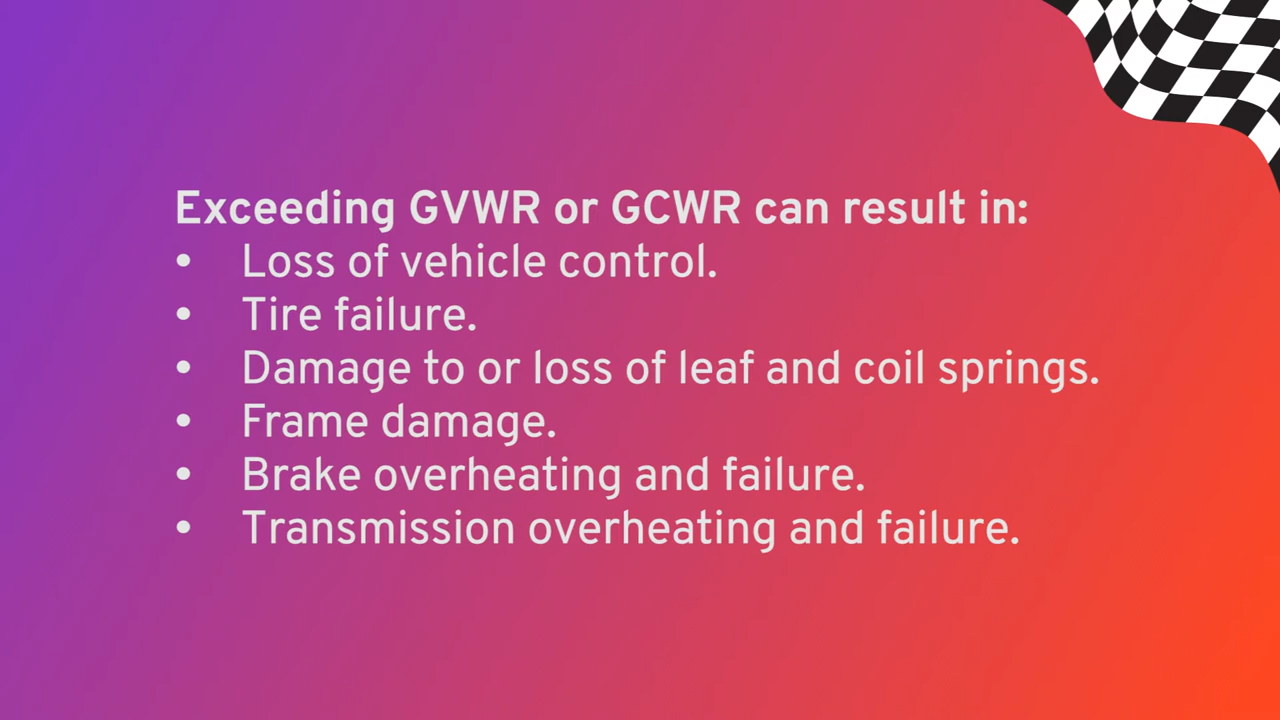 Exceeding GVWR or GCWR can result in:
• Loss of vehicle control.
• Tire failure.
• Damage to or loss of leaf and coil springs.
• Frame damage.
• Brake overheating and failure.
• Transmission overheating and failure.